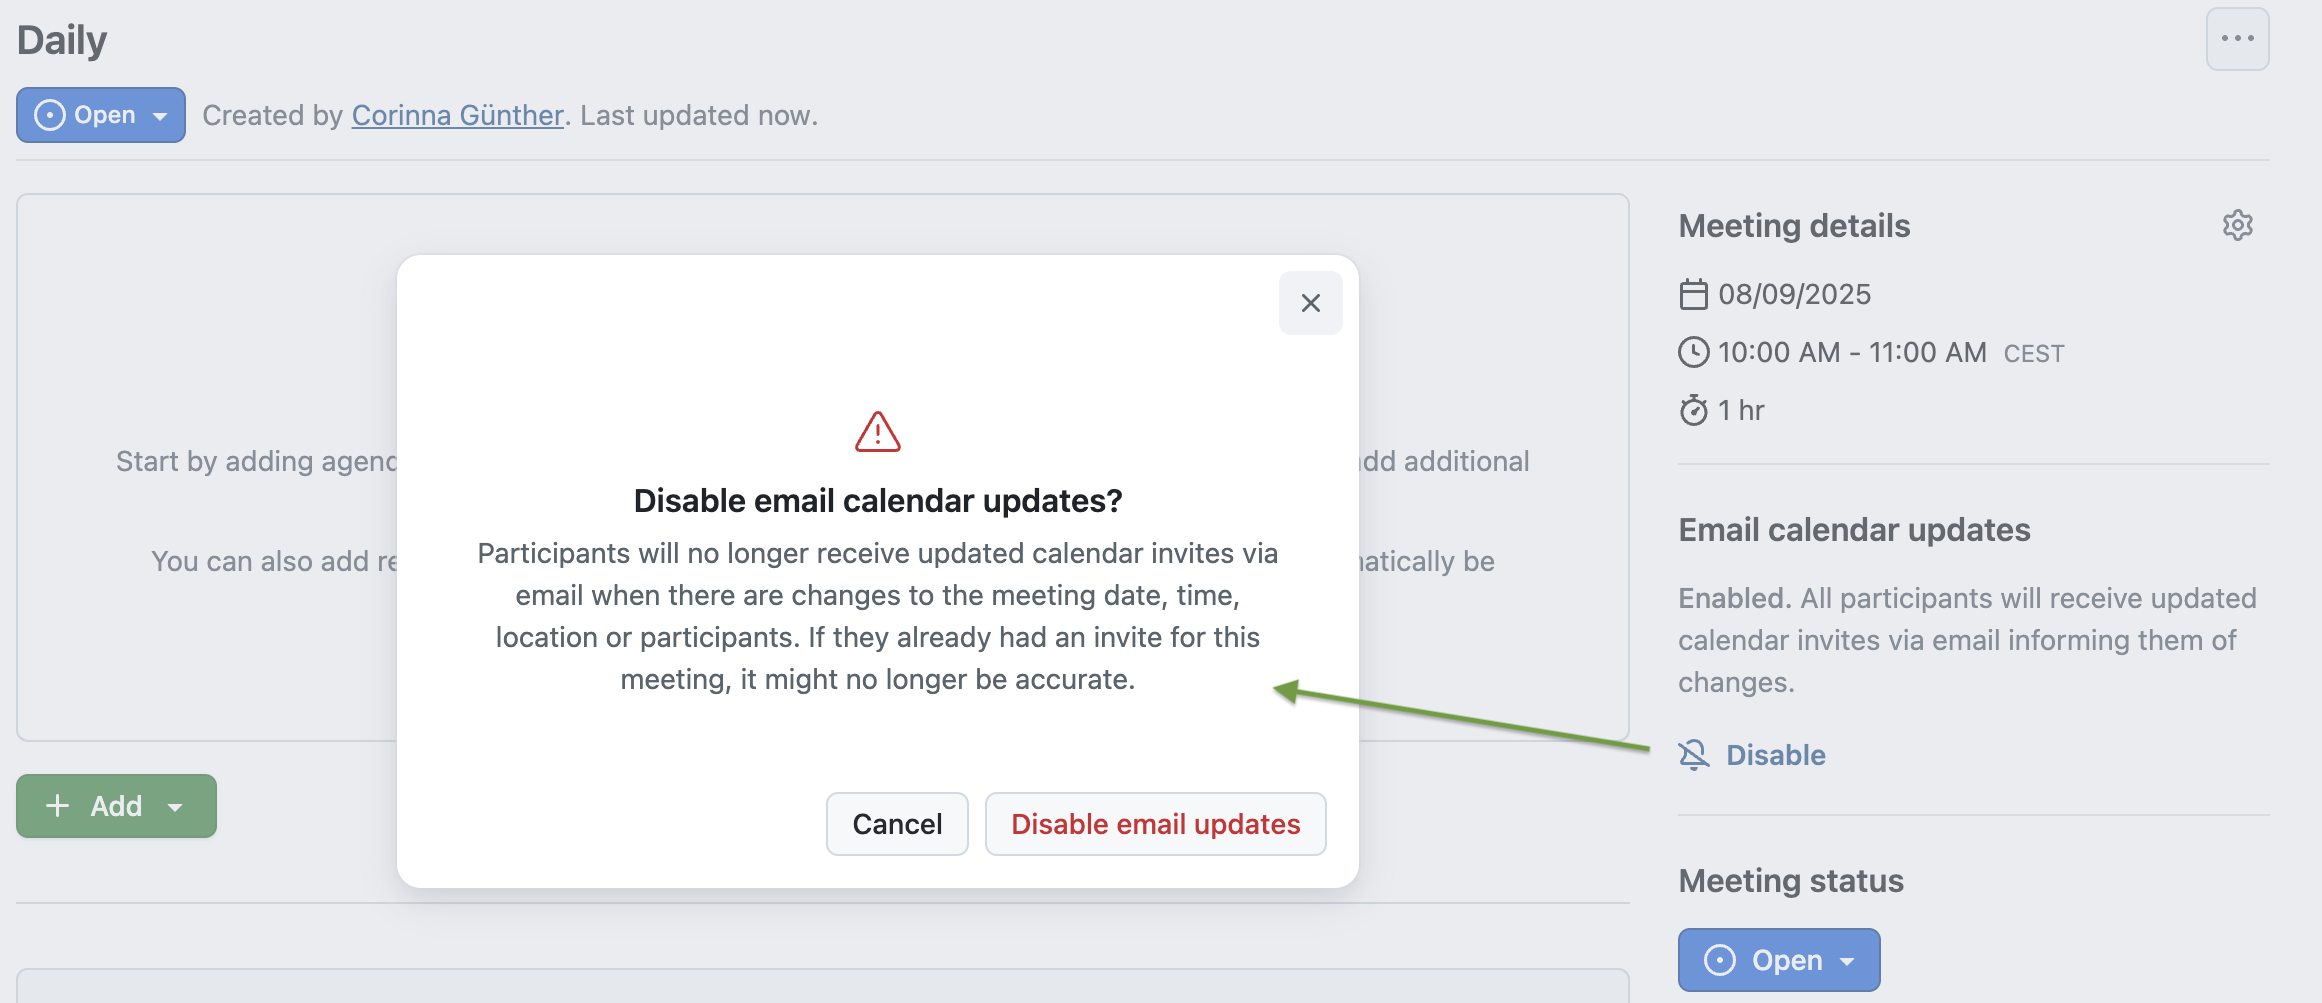 Daily
Open
Created by Corinna Günther. Last updated now.
Start by adding
You can also add
add additional
be
Disable email calendar updates?
Participants will no longer receive updated calendar invites via
email when there are changes to the meeting date, time,
location or participants. If they already had an invite for this
meeting, it might no longer be accurate.
Cancel
Disable email updates
Add
Meeting details
08/09/2025
10:00 AM - 11:00 AM CEST
1 hr
Email calendar updates
Enabled. All participants will receive updated
calendar invites via email informing them of
changes.
Disable
Meeting status
Open